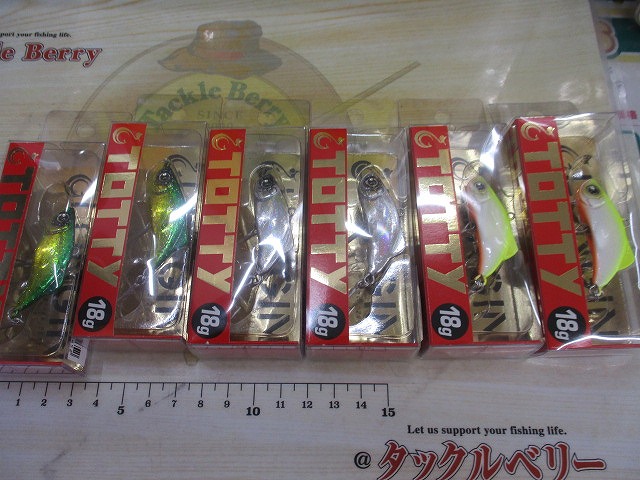 pport your fishing life.
le Berry
Tackle Berry
SINCE
TOTTY
TOTTY
18g
TOTTY
18g
TOTTY
18g
TOTTY
18g
TOTTY
18g
1 2 3 4 5 6 7 8 9 10 11 12 13 14 15
Let us support your fishing life.
@タックルベリー